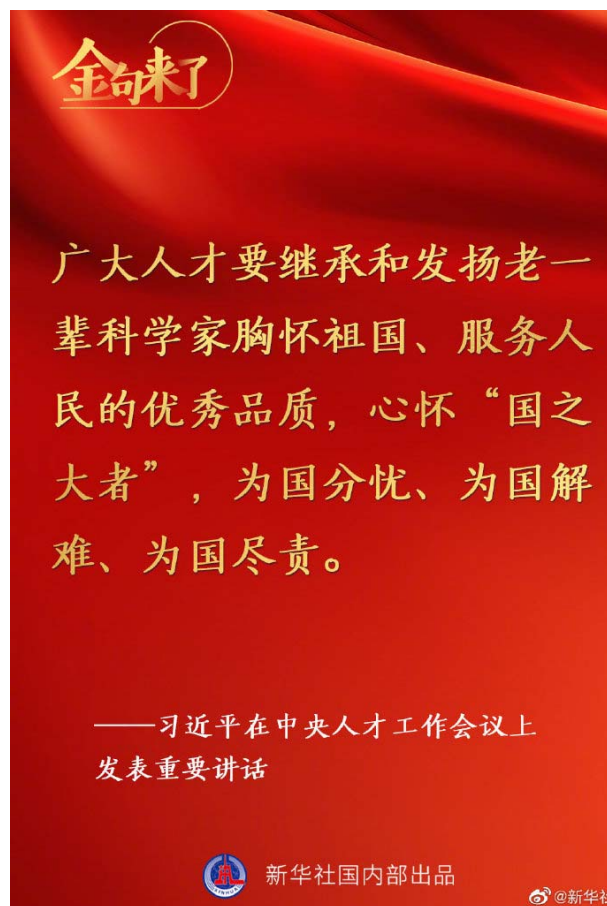 金句来了
广大人才要继承和发扬老一
辈科学家胸怀祖国、服务人
民的优秀品质，心怀“国之
大者”，为国分忧、为国解
难、为国尽责。
——习近平在中央人才工作会议上
发表重要讲话
XINHUA
新华社国内部出品
@新华社